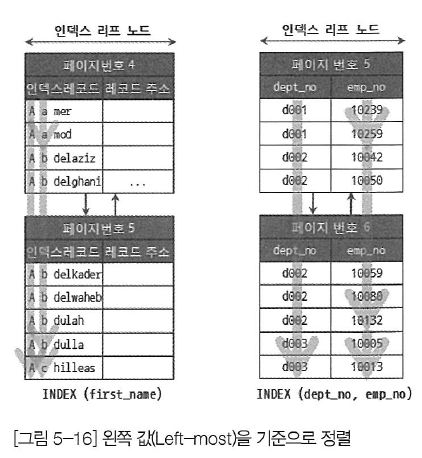 인덱스 리프 노드
페이지번호 4
인덱스레코드 레코드 주소
A a mer
A a mod
A b delaziz
A b delghani ...
페이지번호 5
인덱스레코드 레코드 주소
A b delkader
A b delwaheb
A b dulah
A b dulla
A c hilleas
INDEX (first_name)
인덱스 리프 노드
페이지 번호 5
dept_no emp_no
d001 10239
d001 10259
d002 10042
d002 10050
페이지 번호 6
dept_no emp_no
d002 10059
d002 10080
d002 10132
d003 10005
d003 10013
INDEX (dept_no, emp_no)
[그림 5-16] 왼쪽 값(Left-most)을 기준으로 정렬